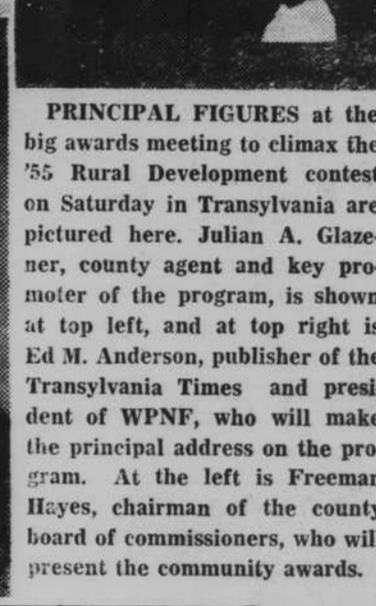 PRINCIPAL FIGURES at the
big awards meeting to climax the
'55 Rural Development contest
on Saturday in Transylvania are
pictured here. Julian A. Glaze-
ner, county agent and key pro-
moter of the program, is shown
at top left, and at top right is
Ed M. Anderson, publisher of the
Transylvania Times and presi-
dent of WPNF, who will make
the principal address on the pro-
gram. At the left is Freeman
Hayes, chairman of the county
board of commissioners, who will
present the community awards.